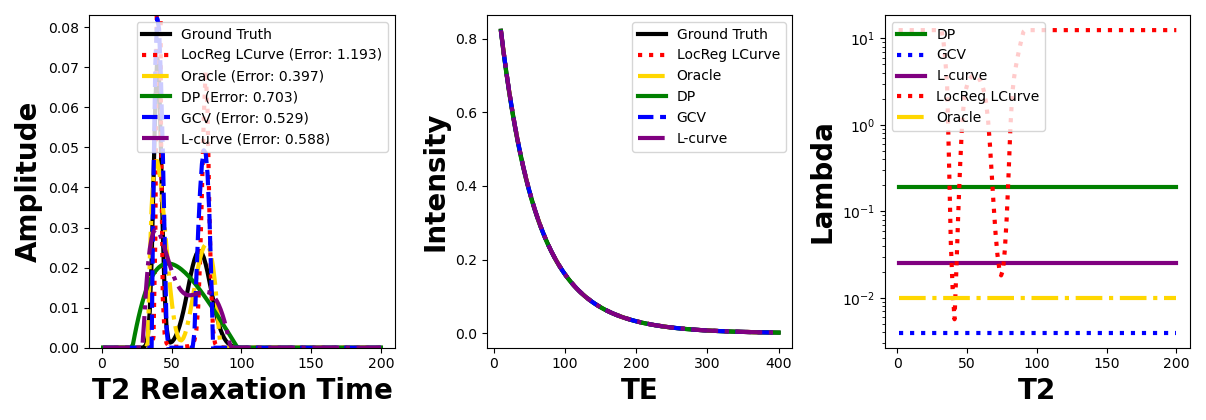 Amplitude
0.08
0.07
0.06
0.05
0.04
0.03
0.02
0.01
0.00
Ground Truth
LocReg LCurve (Error: 1.193)
Oracle (Error: 0.397)
DP (Error: 0.703)
GCV (Error: 0.529)
L-curve (Error: 0.588)
0 50 100 150 200
T2 Relaxation Time
Intensity
0.8
0.6
0.4
0.2
0.0
Ground Truth
LocReg LCurve
Oracle
DP
GCV
L-curve
0 100 200 300 400
TE
Lambda
10¹
10⁰
10⁻¹
10⁻²
DP
GCV
L-curve
LocReg LCurve
Oracle
0 50 100 150 200
T2